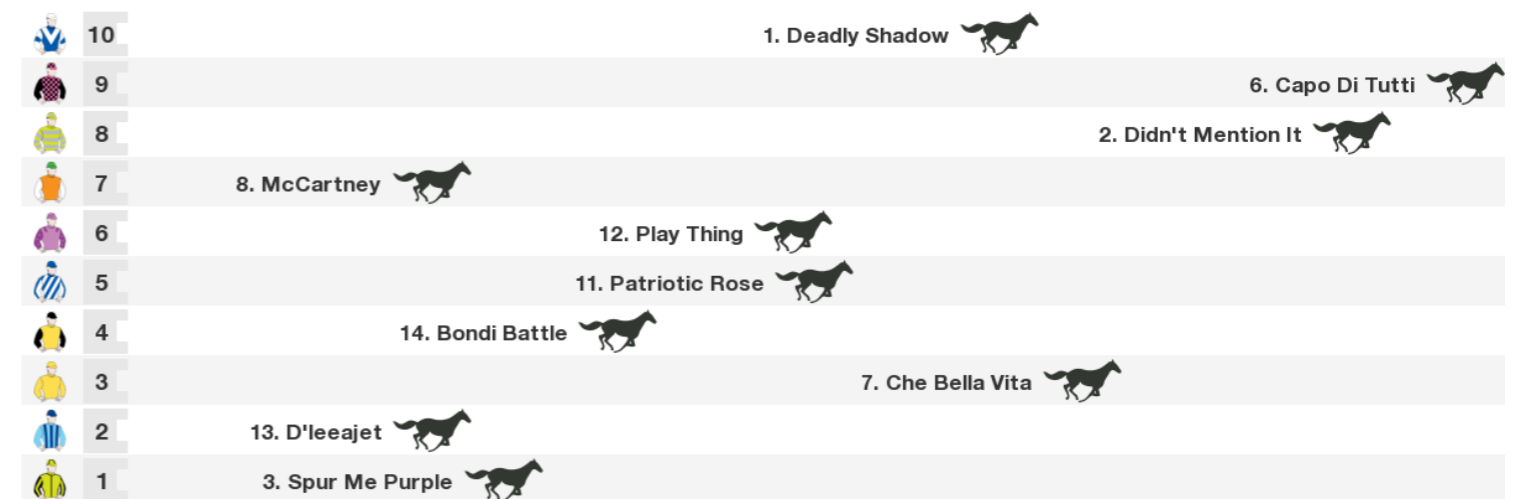 10 1. Deadly Shadow
9 6. Capo Di Tutti
8 2. Didn't Mention It
7 8. McCartney
6 12. Play Thing
5 11. Patriotic Rose
4 14. Bondi Battle
3 7. Che Bella Vita
2 13. D'leeajet
1 3. Spur Me Purple